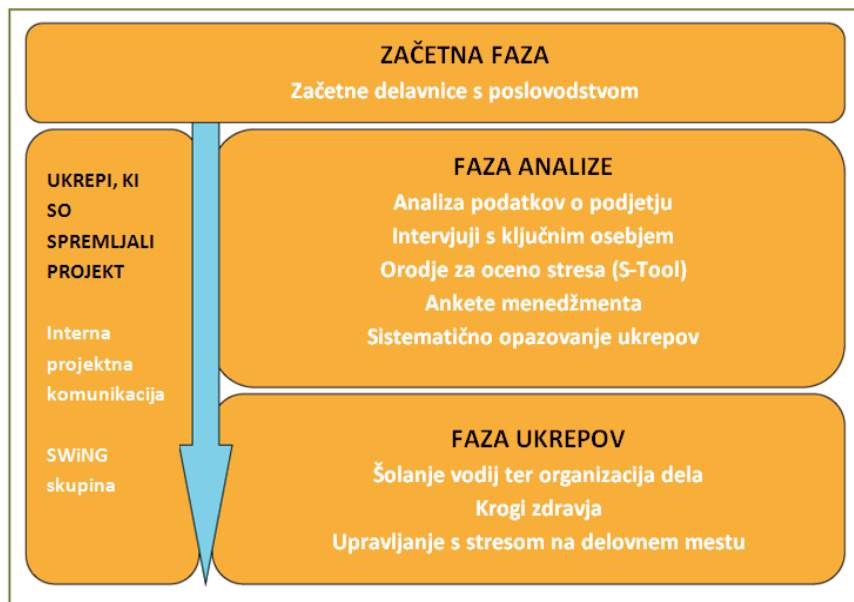 ZAČETNA FAZA
Začetne delavnice s poslovodstvom
UKREPI, KI
SO
SPREMLJALI
PROJEKT
Interna
projektna
komunikacija
SWiNG
skupina
FAZA ANALIZE
Analiza podatkov o podjetju
Intervjuji s ključnim osebjem
Orodje za oceno stresa (S-Tool)
Ankete menedžmenta
Sistematično opazovanje ukrepov
FAZA UKREPOV
Šolanje vodij ter organizacija dela
Krogi zdravja
Upravljanje s stresom na delovnem mestu